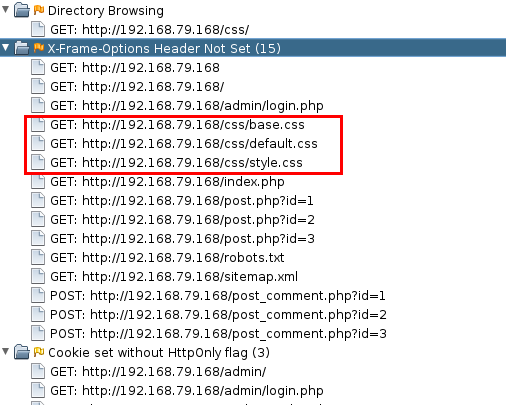 Directory Browsing
GET: http://192.168.79.168/css/
X-Frame-Options Header Not Set (15)
GET: http://192.168.79.168
GET: http://192.168.79.168/
GET: http://192.168.79.168/admin/login.php
GET: http://192.168.79.168/css/base.css
GET: http://192.168.79.168/css/default.css
GET: http://192.168.79.168/css/style.css
GET: http://192.168.79.168/index.php
GET: http://192.168.79.168/post.php?id=1
GET: http://192.168.79.168/post.php?id=2
GET: http://192.168.79.168/post.php?id=3
GET: http://192.168.79.168/robots.txt
GET: http://192.168.79.168/sitemap.xml
POST: http://192.168.79.168/post_comment.php?id=1
POST: http://192.168.79.168/post_comment.php?id=2
POST: http://192.168.79.168/post_comment.php?id=3
Cookie set without HttpOnly flag (3)
GET: http://192.168.79.168/admin/
GET: http://192.168.79.168/admin/login.php